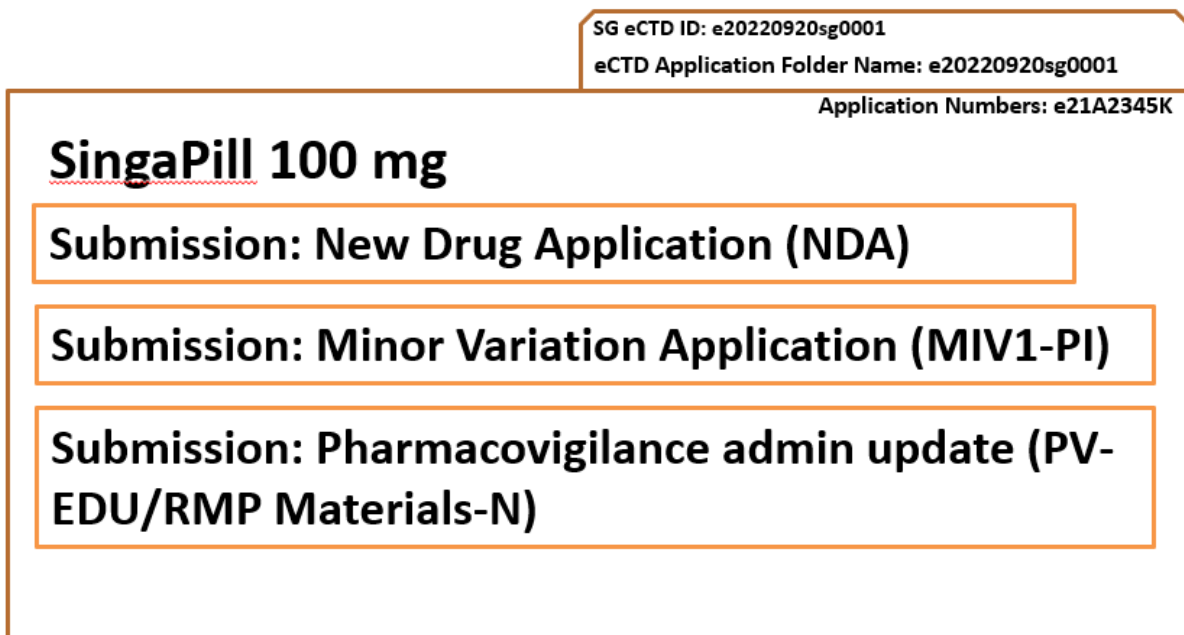 SG eCTD ID: e20220920sg0001
eCTD Application Folder Name: e20220920sg0001
Application Numbers: e21A2345K
SingaPill 100 mg
Submission: New Drug Application (NDA)
Submission: Minor Variation Application (MIV1-PI)
Submission: Pharmacovigilance admin update (PV-
EDU/RMP Materials-N)